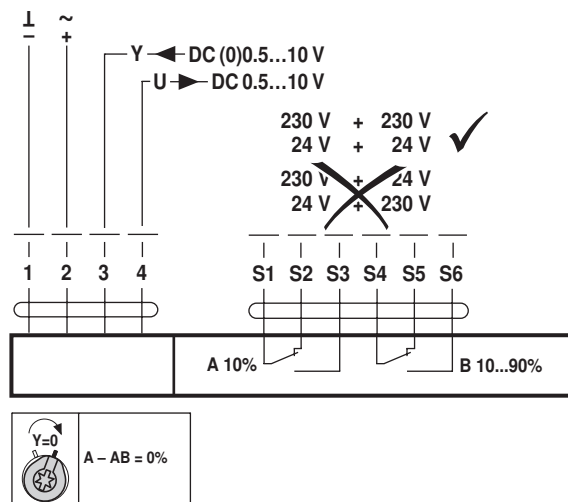 ⊥ ~
– +
Y DC (0)0.5...10 V
U DC 0.5...10 V
230 V + 230 V
24 V + 24 V
230 V + 24 V
24 V + 230 V
1 2 3 4 S1 S2 S3 S4 S5 S6
A 10% B 10...90%
Y=0
A – AB = 0%